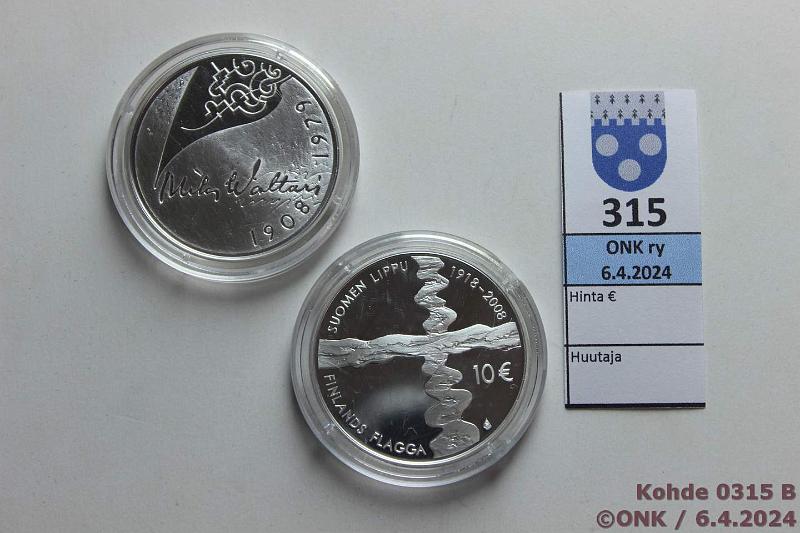 Mika Waltari
1908-1979
SUOMEN LIPPU 1918-2008
10€
FINLANDS FLAGGA
315
ONK ry
6.4.2024
Hinta €
Huutaja
Kohde 0315 B
©ONK / 6.4.2024